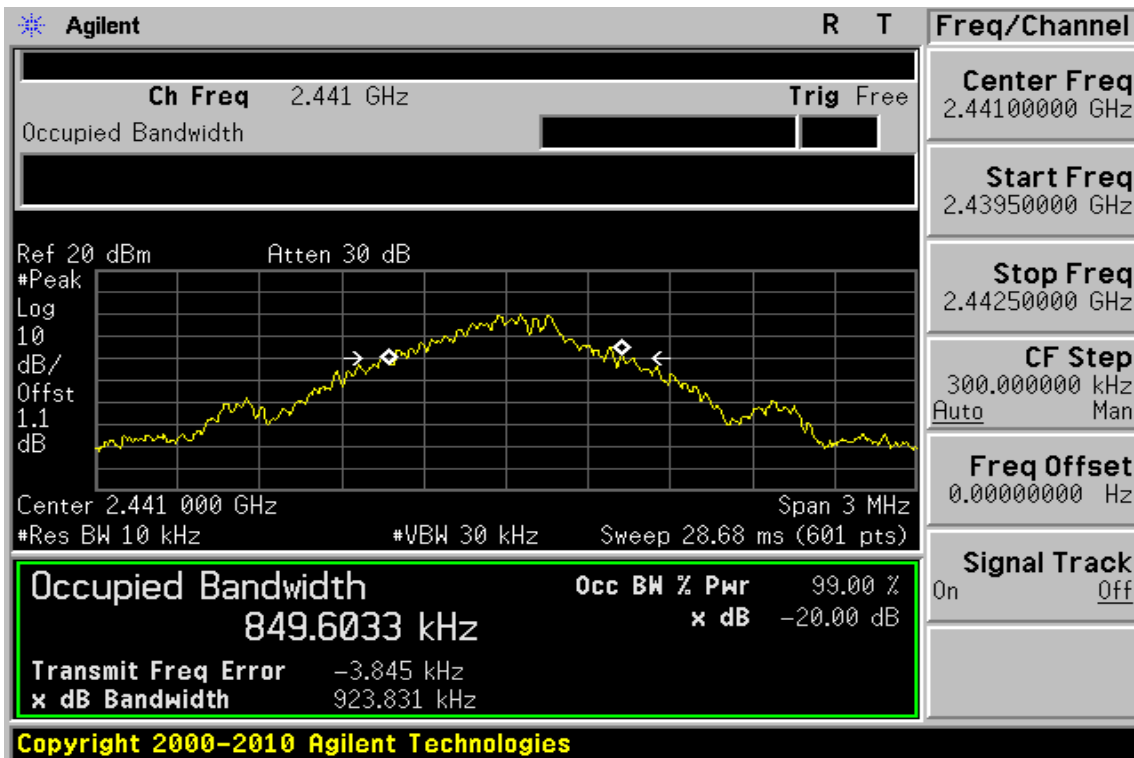 Agilent
R T
Freq/Channel
Ch Freq 2.441 GHz
Trig Free
Occupied Bandwidth
Center Freq
2.44100000 GHz
Start Freq
2.43950000 GHz
Stop Freq
2.44250000 GHz
CF Step
300.000000 kHz
Auto Man
Freq Offset
0.00000000 Hz
Signal Track
On Off
Ref 20 dBm
Atten 30 dB
#Peak
Log
10
dB/
Offst
1.1
dB
Center 2.441 000 GHz
Span 3 MHz
#Res BW 10 kHz
#VBW 30 kHz
Sweep 28.68 ms (601 pts)
Occupied Bandwidth
849.6033 kHz
Occ BW % Pwr 99.00 %
x dB -20.00 dB
Transmit Freq Error -3.845 kHz
x dB Bandwidth 923.831 kHz
Copyright 2000-2010 Agilent Technologies